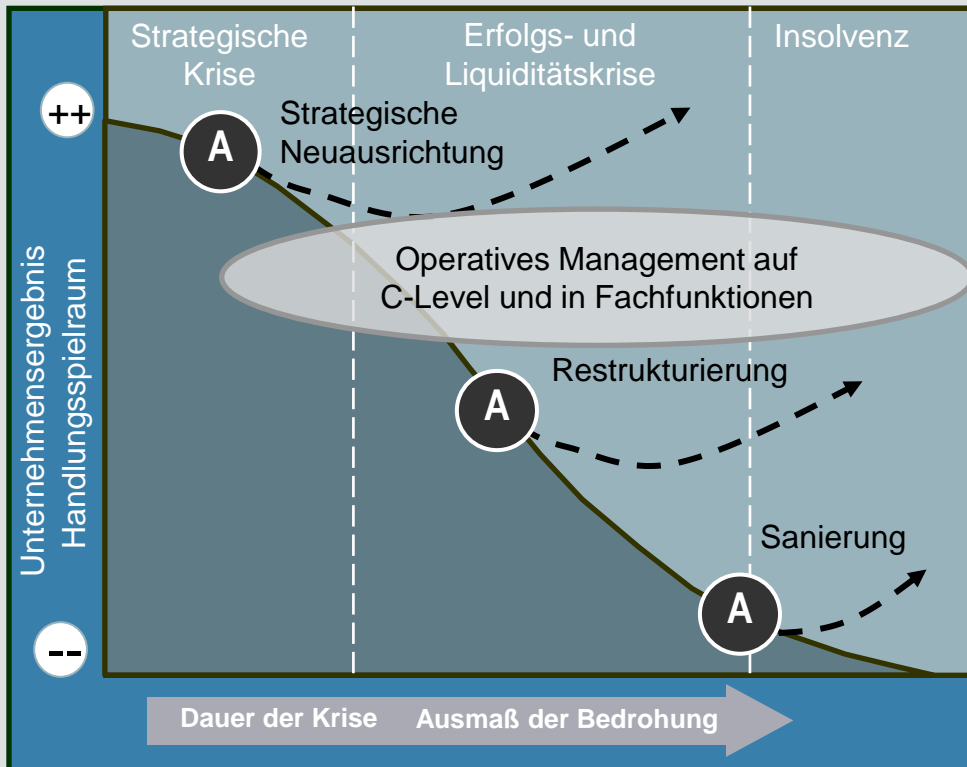 Strategische
Krise
Erfolgs- und
Liquiditätskrise
Insolvenz
++
A
Strategische
Neuausrichtung
Operatives Management auf
C-Level und in Fachfunktionen
Unternehmensergebnis
Handlungsspielraum
Restrukturierung
A
Sanierung
A
--
Dauer der Krise
Ausmaß der Bedrohung